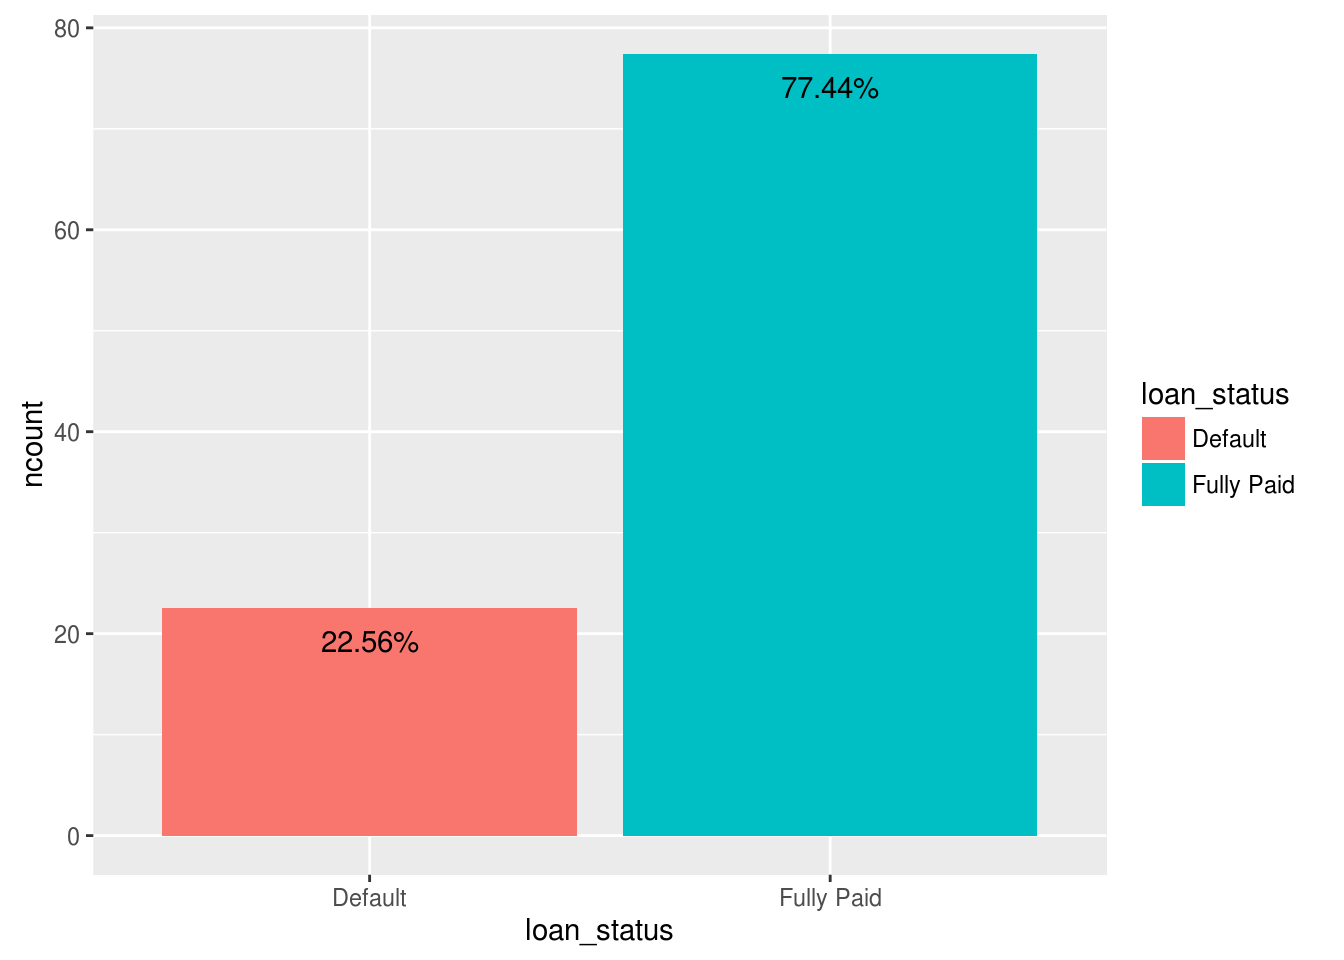 80
60
40
20
0
ncount
77.44%
22.56%
Default
Fully Paid
loan_status
loan_status
Default
Fully Paid